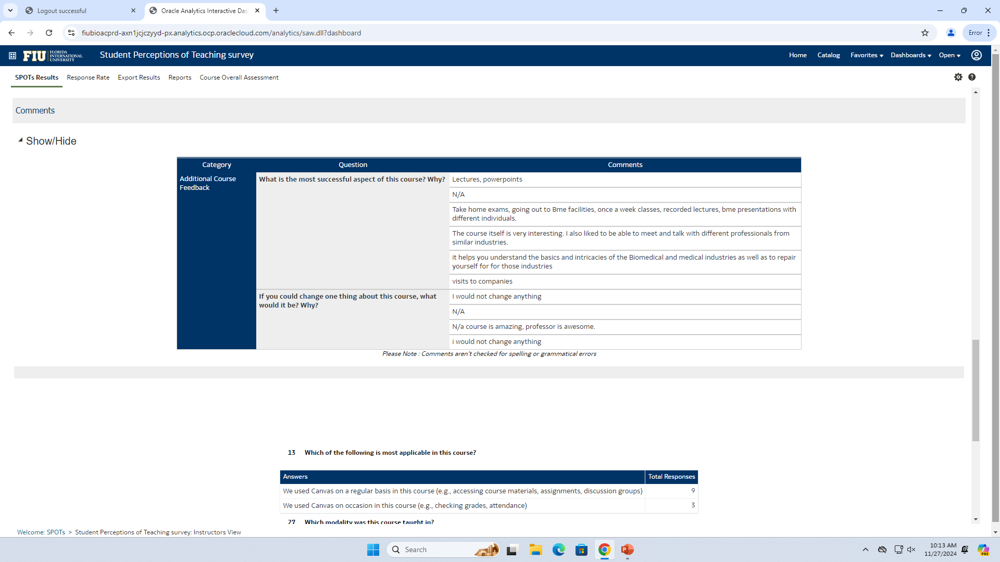 Logout successful
Oracle Analytics Interactive Das
fiubioacprd-axn1jcjczyyd-px.analytics.ocp.oraclecloud.com/analytics/saw.dll?dashboard
Error
FIU FLORIDA
INTERNATIONAL
UNIVERSITY
Student Perceptions of Teaching survey
Home Catalog Favorites Dashboards Open
SPOTs Results Response Rate Export Results Reports Course Overall Assessment
Comments
Show/Hide
Category Question Comments
Additional Course
Feedback
What is the most successful aspect of this course? Why?
Lectures, powerpoints
N/A
Take home exams, going out to Bme facilities, once a week classes, recorded lectures, bme presentations with
different individuals.
The course itself is very interesting. I also liked to be able to meet and talk with different professionals from
similar industries.
it helps you understand the basics and intricacies of the Biomedical and medical industries as well as to repair
yourself for for those industries
visits to companies
If you could change one thing about this course, what
would it be? Why?
I would not change anything
N/A
N/a course is amazing, professor is awesome.
i would not change anything
Please Note : Comments aren't checked for spelling or grammatical errors
13 Which of the following is most applicable in this course?
Answers Total Responses
We used Canvas on a regular basis in this course (e.g., accessing course materials, assignments, discussion groups) 9
We used Canvas on occasion in this course (e.g., checking grades, attendance) 3
27 Which modality was this course taught in?
Welcome: SPOTs > Student Perceptions of Teaching survey: Instructors View
Search
10:13 AM
11/27/2024
PRE